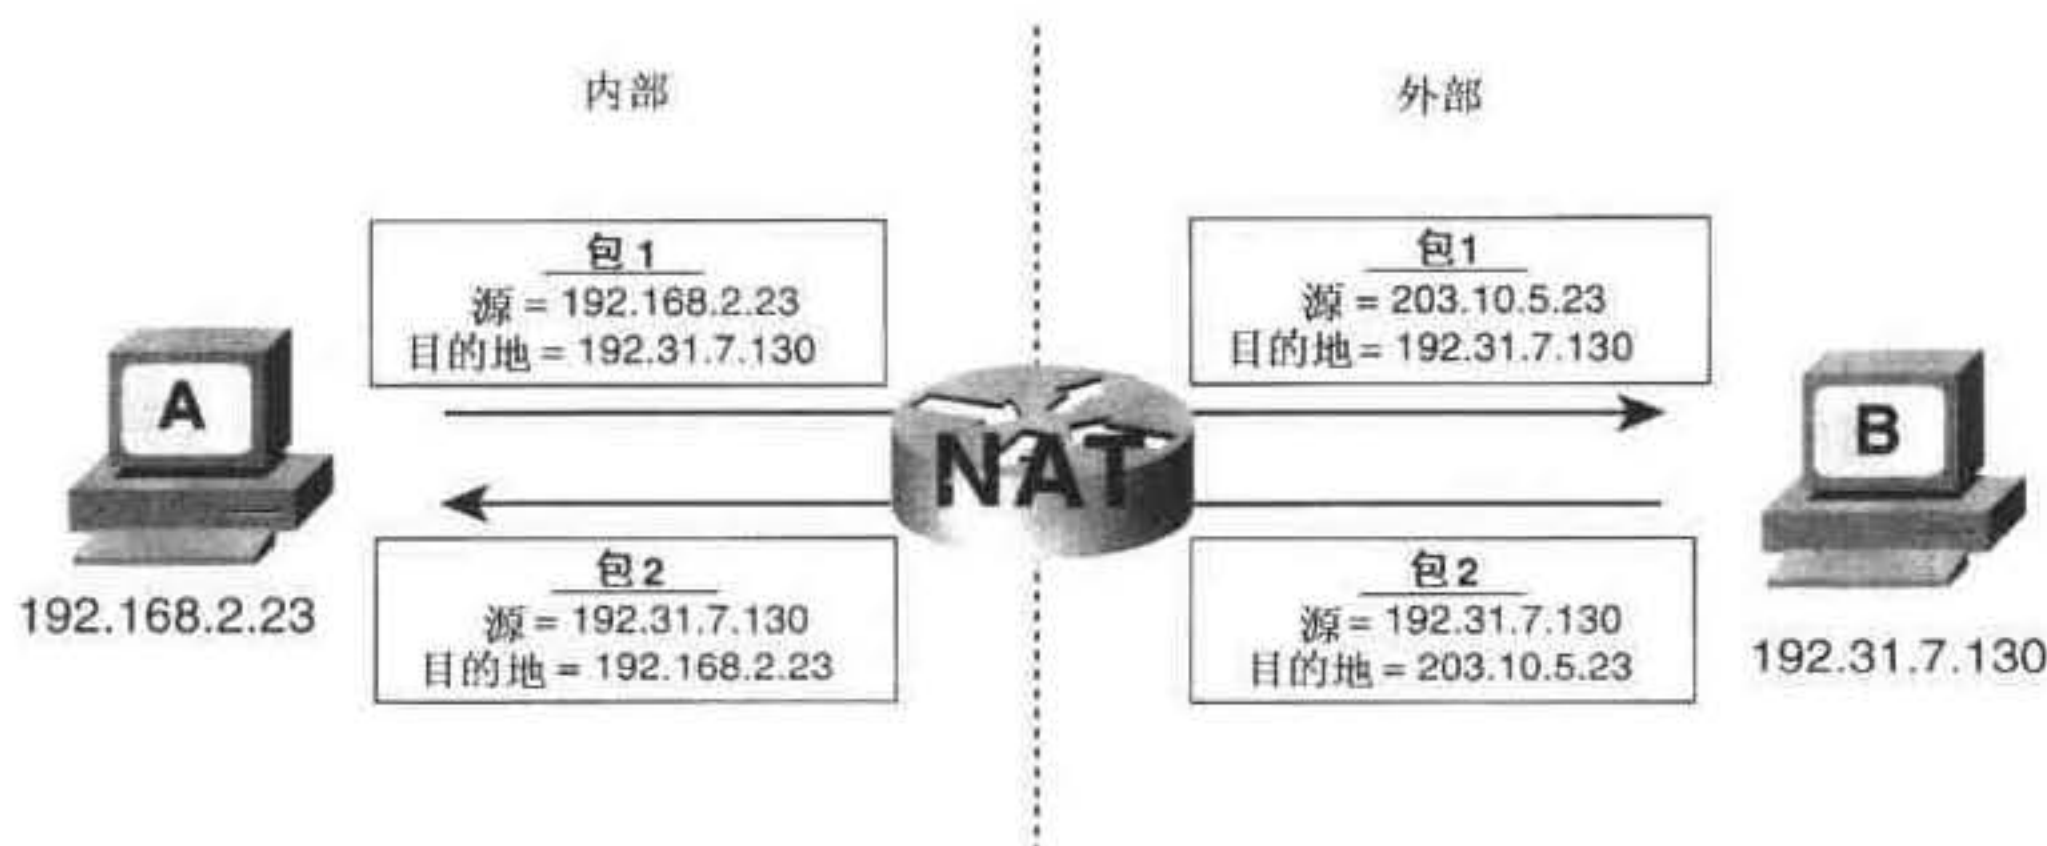 内部
外部
包1
源 = 192.168.2.23
目的地 = 192.31.7.130
包1
源 = 203.10.5.23
目的地 = 192.31.7.130
A
NAT
B
包2
源 = 192.31.7.130
目的地 = 192.168.2.23
包2
源 = 192.31.7.130
目的地 = 203.10.5.23
192.168.2.23
192.31.7.130